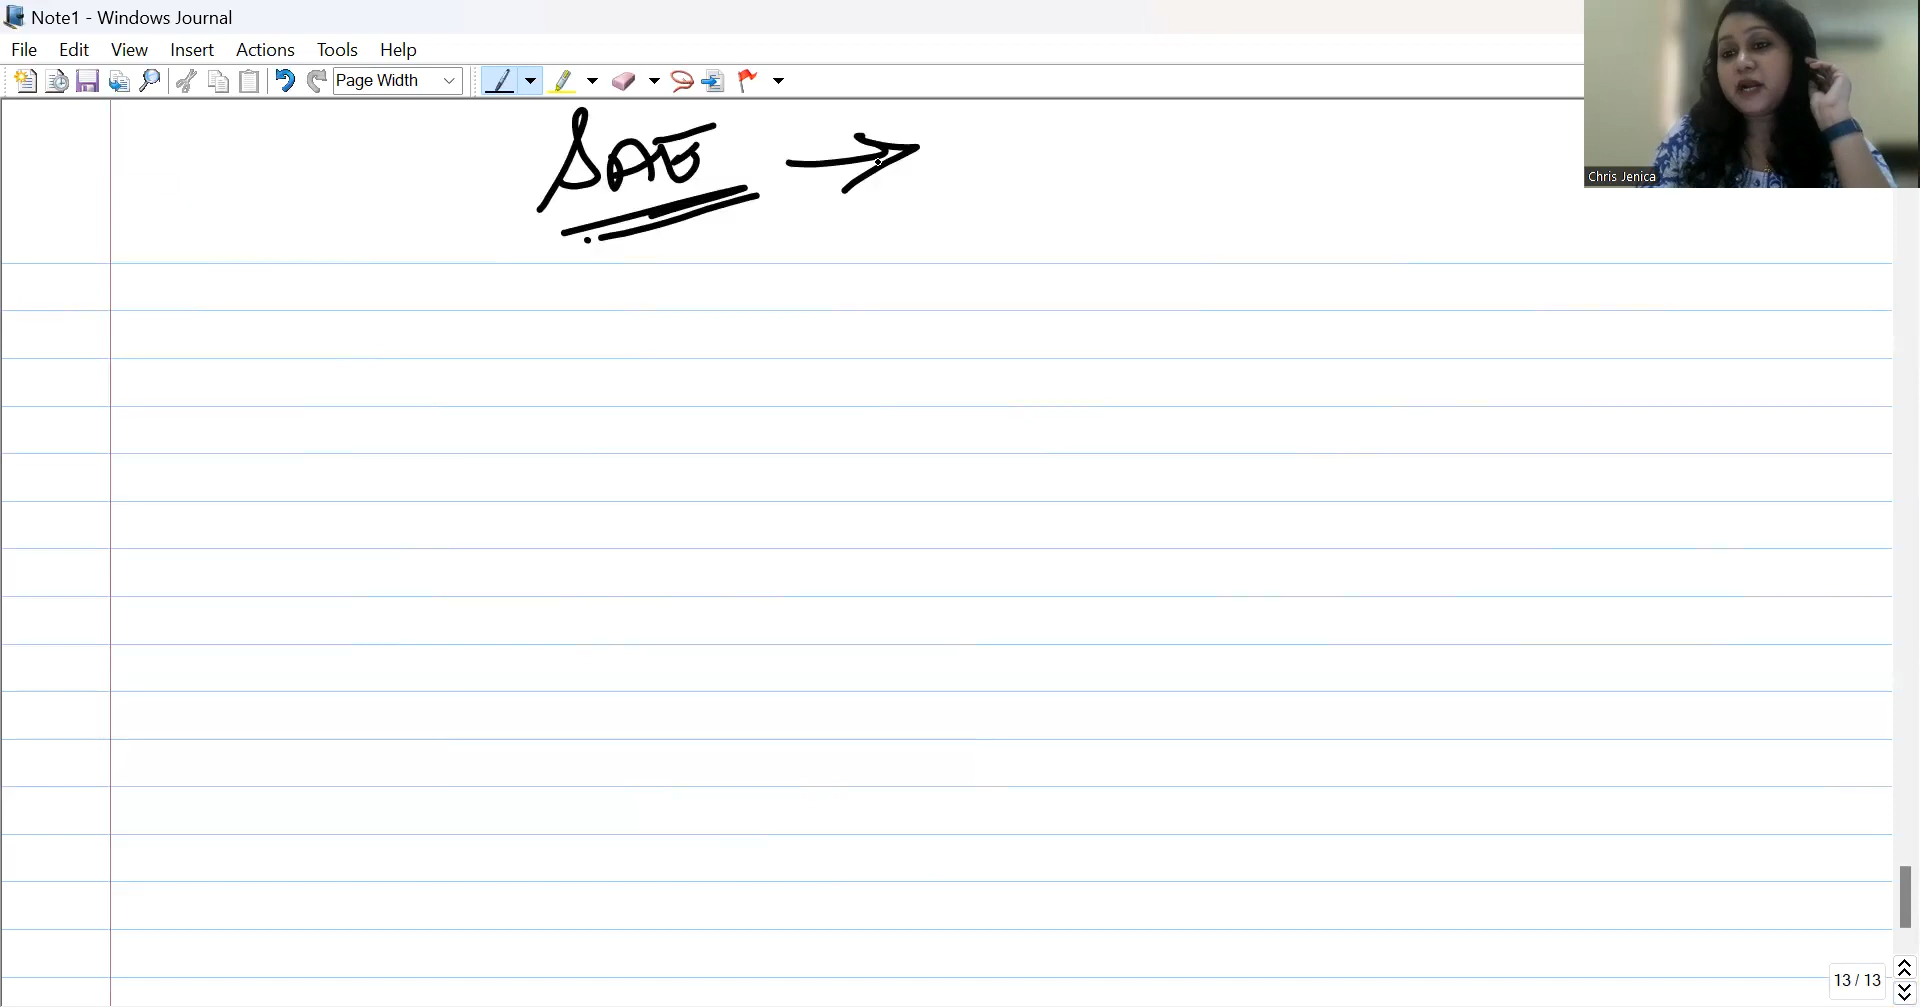 Note1 - Windows Journal
File Edit View Insert Actions Tools Help
Page Width
Chris Jenica
13 / 13